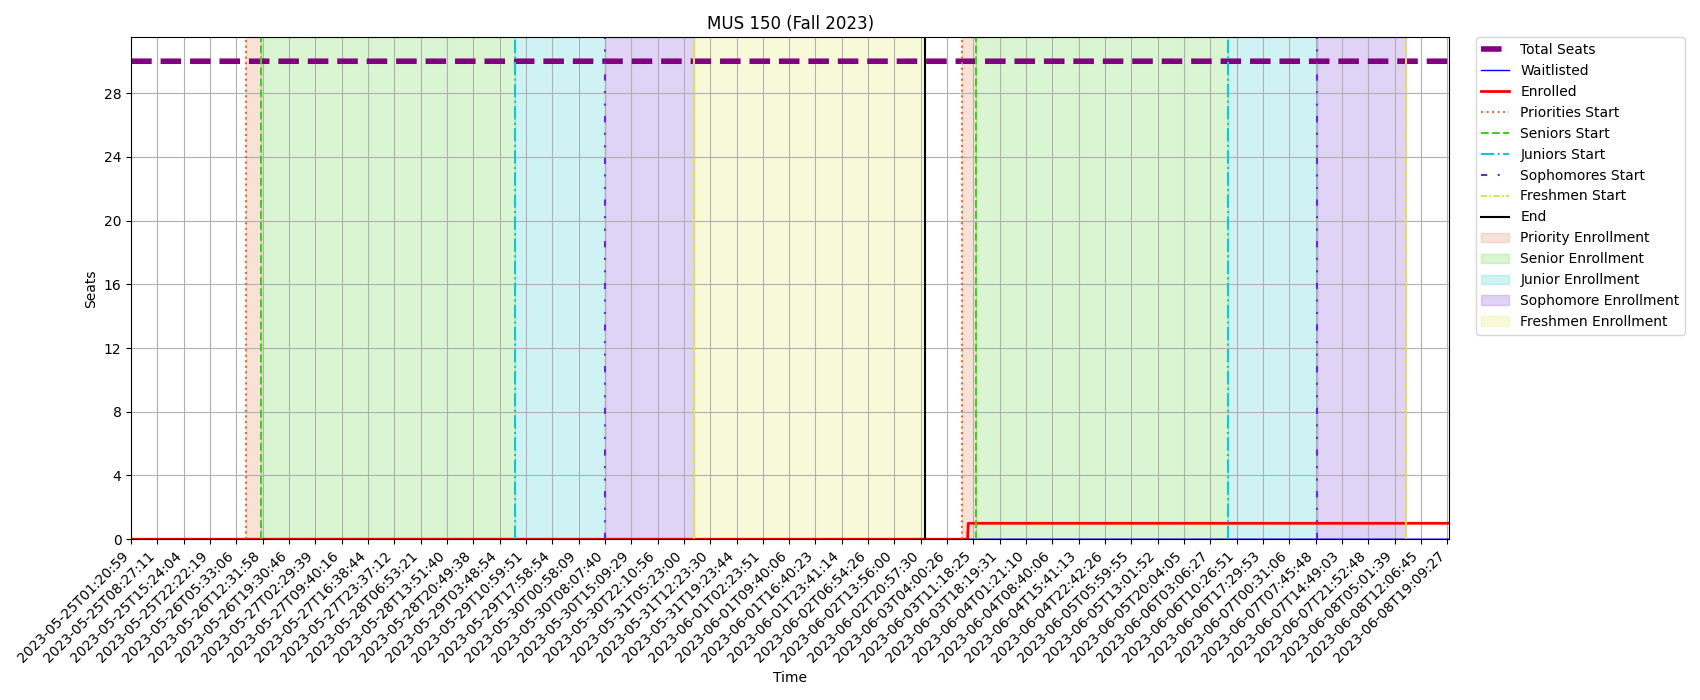 MUS 150 (Fall 2023)
Seats
28
24
20
16
12
8
4
0
2023-05-25T01:20:59
2023-05-25T08:27:11
2023-05-25T15:24:04
2023-05-25T22:22:19
2023-05-26T05:33:06
2023-05-26T12:31:58
2023-05-26T19:30:46
2023-05-27T02:29:39
2023-05-27T09:40:16
2023-05-27T16:38:44
2023-05-27T23:37:12
2023-05-28T06:53:21
2023-05-28T13:51:40
2023-05-28T20:49:38
2023-05-29T03:48:54
2023-05-29T10:59:51
2023-05-29T17:58:54
2023-05-30T00:58:09
2023-05-30T08:07:40
2023-05-30T15:09:29
2023-05-30T22:10:56
2023-05-31T05:23:00
2023-05-31T12:23:30
2023-05-31T19:23:44
2023-06-01T02:23:51
2023-06-01T09:40:06
2023-06-01T16:40:23
2023-06-01T23:41:14
2023-06-02T06:54:26
2023-06-02T13:56:00
2023-06-02T20:57:30
2023-06-03T04:00:26
2023-06-03T11:18:25
2023-06-03T18:19:31
2023-06-04T01:21:10
2023-06-04T08:40:06
2023-06-04T15:41:13
2023-06-04T22:42:26
2023-06-05T05:59:55
2023-06-05T13:01:52
2023-06-05T20:04:05
2023-06-06T03:06:27
2023-06-06T10:26:51
2023-06-06T17:29:53
2023-06-07T00:31:06
2023-06-07T07:45:48
2023-06-07T14:49:03
2023-06-07T21:52:48
2023-06-08T05:01:39
2023-06-08T12:06:45
2023-06-08T19:09:27
Time
Total Seats
Waitlisted
Enrolled
Priorities Start
Seniors Start
Juniors Start
Sophomores Start
Freshmen Start
End
Priority Enrollment
Senior Enrollment
Junior Enrollment
Sophomore Enrollment
Freshmen Enrollment